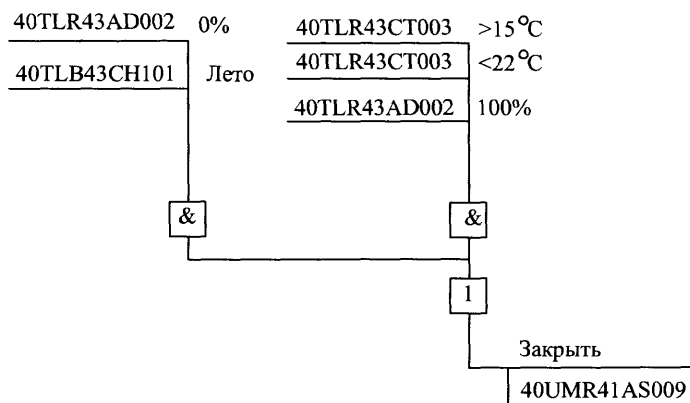 40TLR43AD002 0%
40TLB43CH101 Лето
40TLR43CT003 >15°C
40TLR43CT003 <22°C
40TLR43AD002 100%
&
&
1
Закрыть
40UMR41AS009